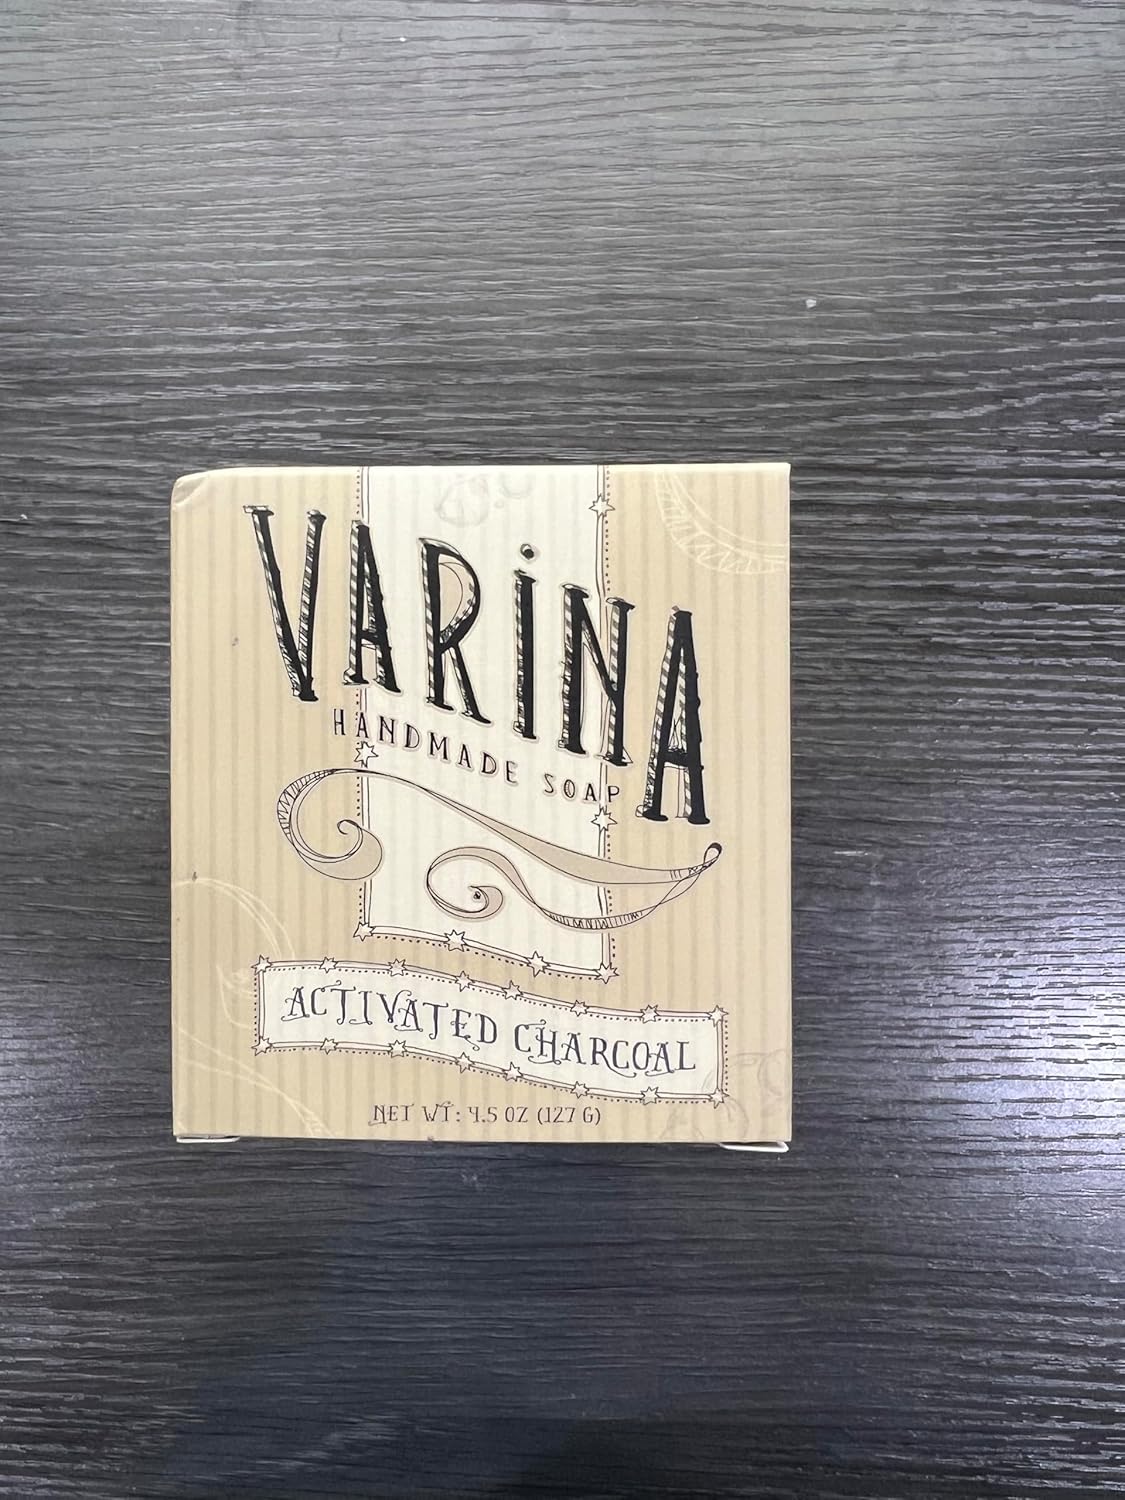 VARiNA
HANDMADE SOAP
ACTIVATED CHARCOAL
NET WT: 4.5 OZ (127 G)